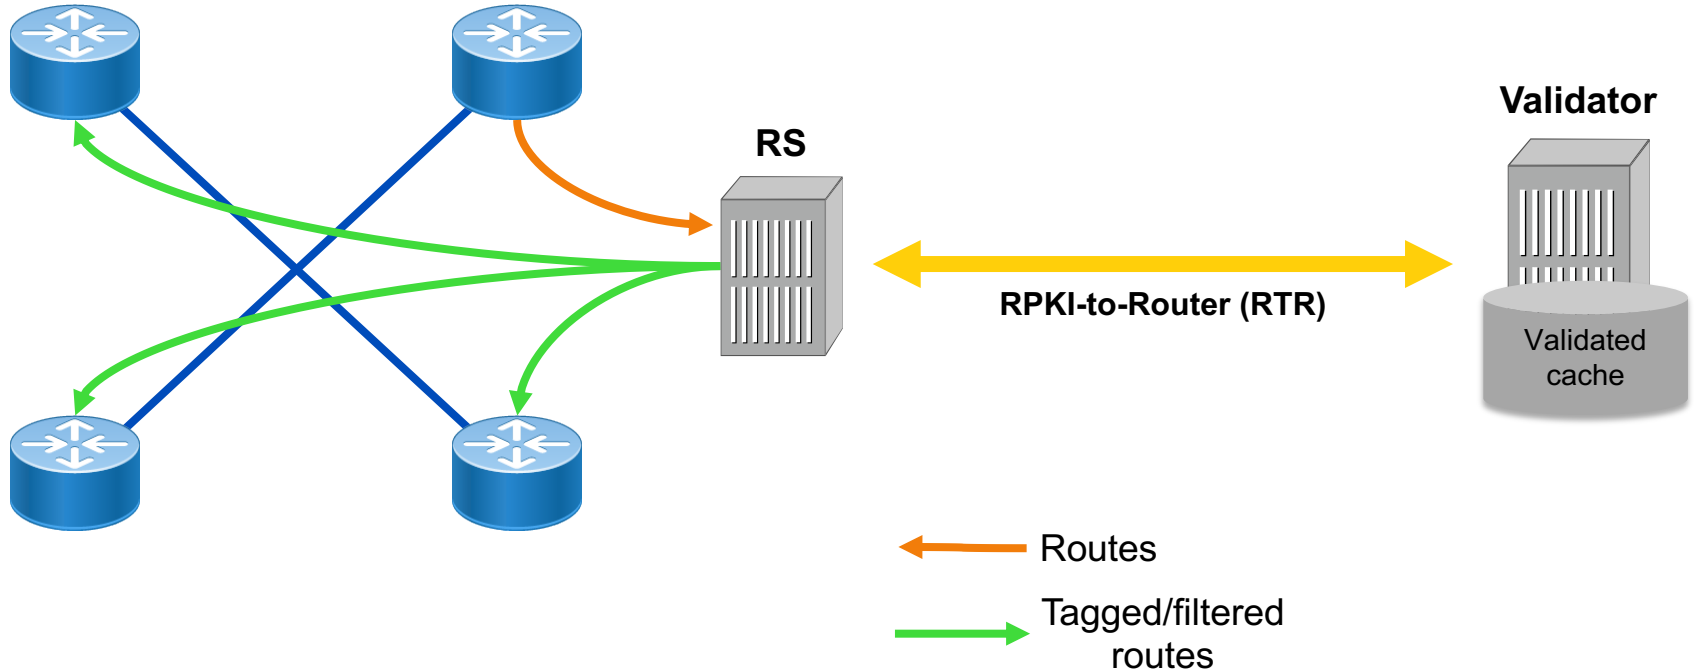 RS
Validator
RPKI-to-Router (RTR)
Validated
cache
Routes
Tagged/filtered
routes